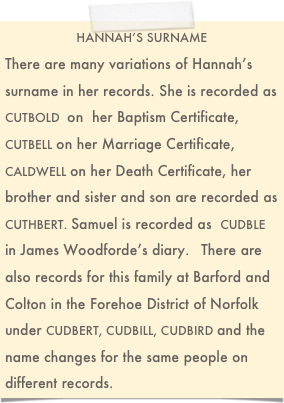 HANNAH'S SURNAME
There are many variations of Hannah's
surname in her records. She is recorded as
CUTBOLD on her Baptism Certificate,
CUTBELL on her Marriage Certificate,
CALDWELL on her Death Certificate, her
brother and sister and son are recorded as
CUTHBERT. Samuel is recorded as CUDBLE
in James Woodforde's diary. There are
also records for this family at Barford and
Colton in the Forehoe District of Norfolk
under CUDBERT, CUDBILL, CUDBIRD and the
name changes for the same people on
different records.